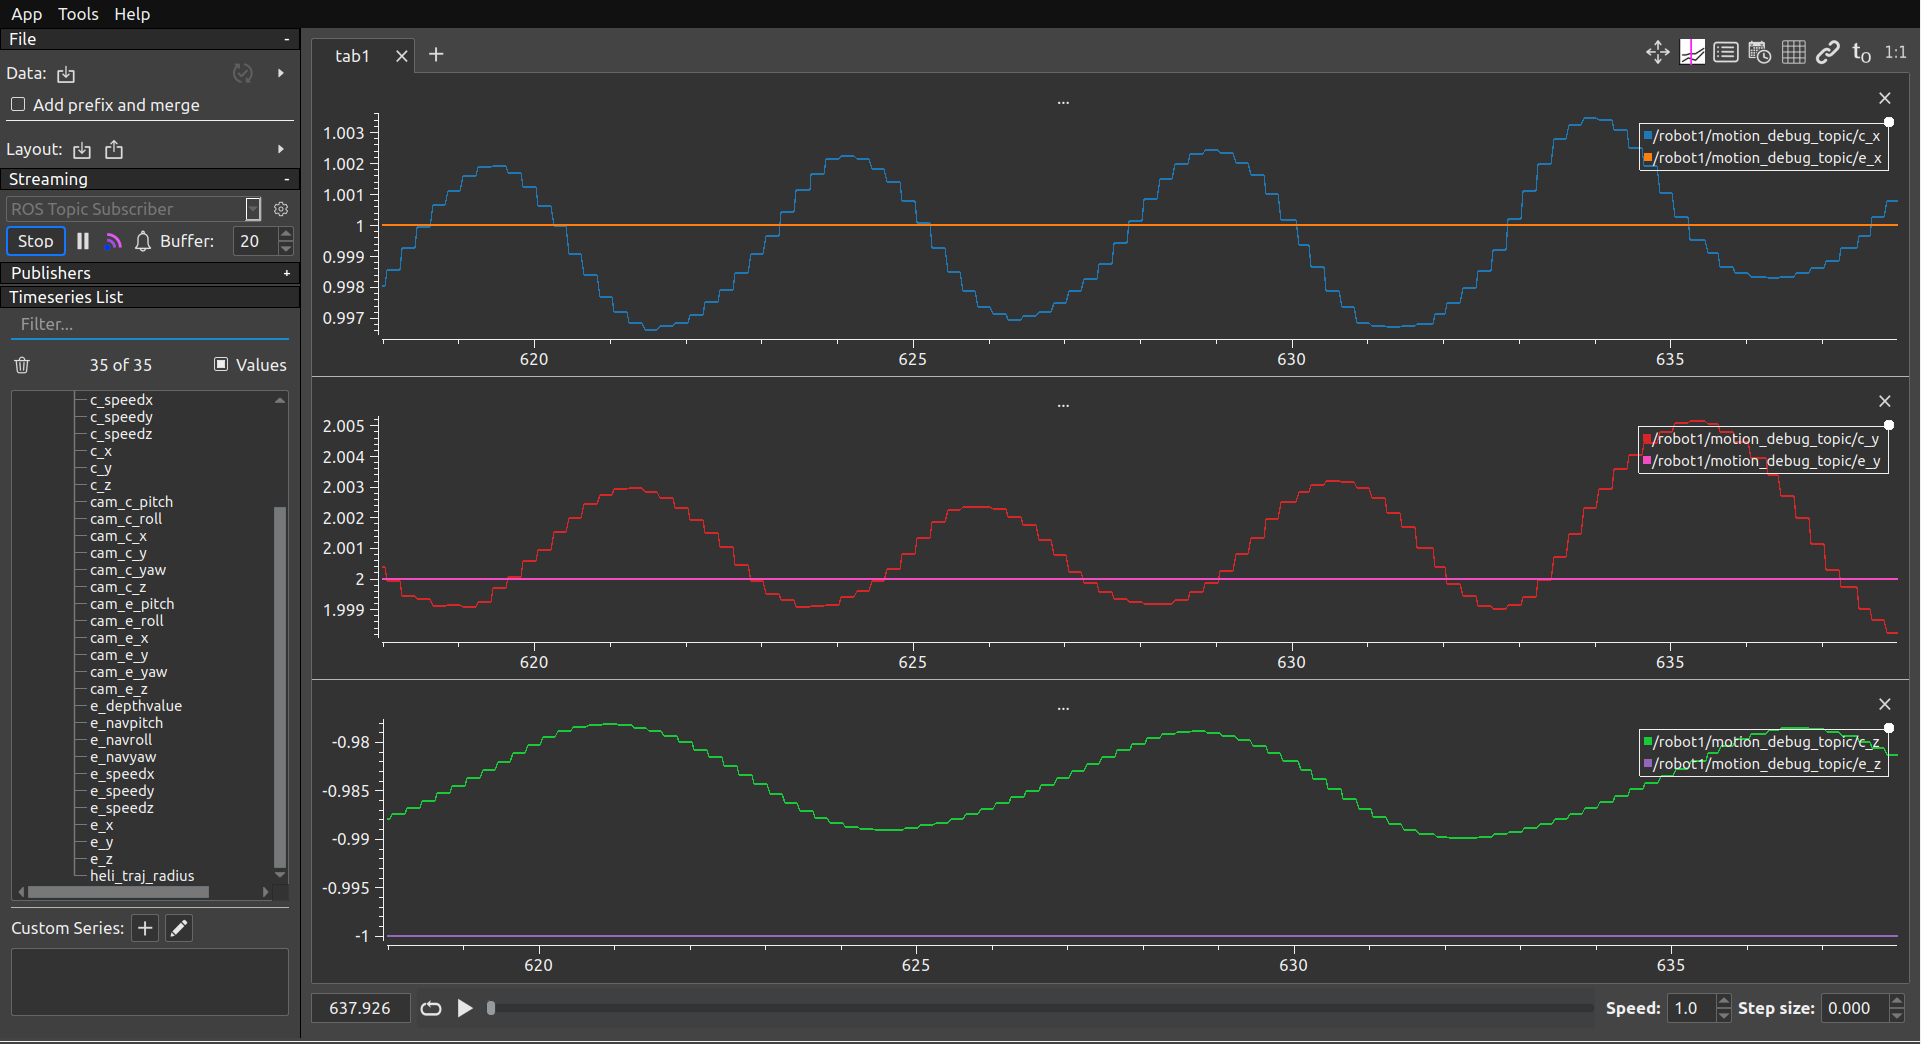 App Tools Help
File -
Data:
Add prefix and merge
Layout:
Streaming -
ROS Topic Subscriber
Stop Buffer: 20
Publishers +
Timeseries List
Filter...
35 of 35 Values
c_speedx
c_speedy
c_speedz
c_x
c_y
c_z
cam_c_pitch
cam_c_roll
cam_c_x
cam_c_y
cam_c_yaw
cam_c_z
cam_e_pitch
cam_e_roll
cam_e_x
cam_e_y
cam_e_yaw
cam_e_z
e_depthvalue
e_navpitch
e_navroll
e_navyaw
e_speedx
e_speedy
e_speedz
e_x
e_y
e_z
heli_traj_radius
Custom Series:
tab1
t0 1:1
...
1.003
1.002
1.001
1
0.999
0.998
0.997
/robot1/motion_debug_topic/c_x
/robot1/motion_debug_topic/e_x
620 625 630 635
...
2.005
2.004
2.003
2.002
2.001
2
1.999
/robot1/motion_debug_topic/c_y
/robot1/motion_debug_topic/e_y
620 625 630 635
...
-0.98
-0.985
-0.99
-0.995
-1
/robot1/motion_debug_topic/c_z
/robot1/motion_debug_topic/e_z
620 625 630 635
637.926 Speed: 1.0 Step size: 0.000